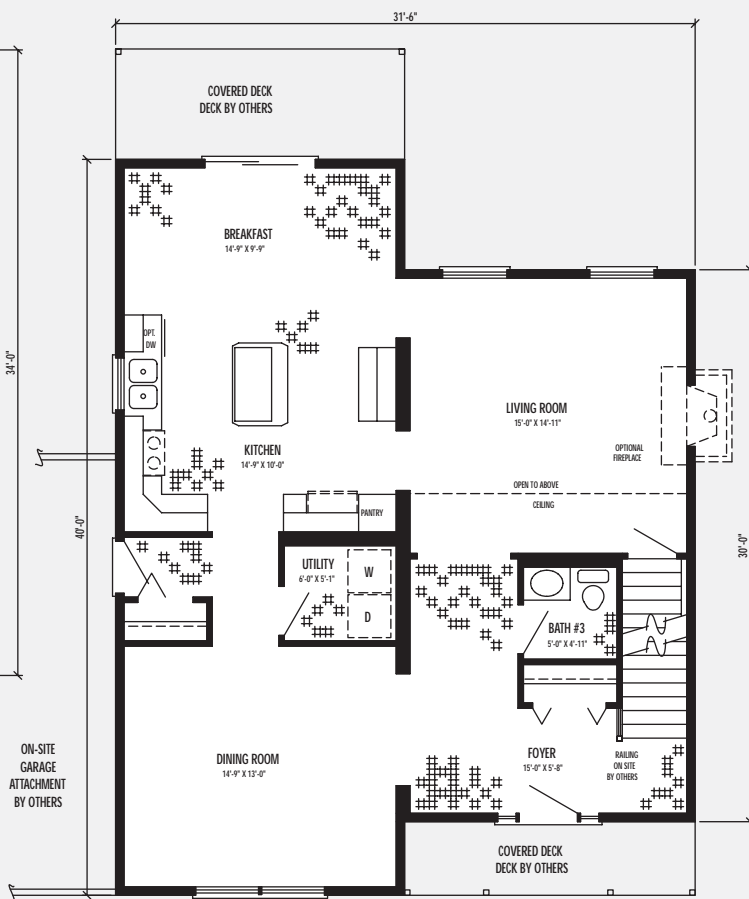 31'-6"
COVERED DECK
DECK BY OTHERS
BREAKFAST
14'-9" X 9'-9"
34'-0"
OPT.
DW
LIVING ROOM
15'-0" X 14'-11"
KITCHEN
14'-9" X 10'-0"
OPTIONAL
FIREPLACE
OPEN TO ABOVE
CEILING
PANTRY
40'-0"
30'-0"
UTILITY
6'-0" X 5'-1"
W
D
BATH #3
5'-0" X 4'-11"
ON-SITE
GARAGE
ATTACHMENT
BY OTHERS
DINING ROOM
14'-9" X 13'-0"
FOYER
15'-0" X 5'-8"
RAILING
ON SITE
BY OTHERS
COVERED DECK
DECK BY OTHERS